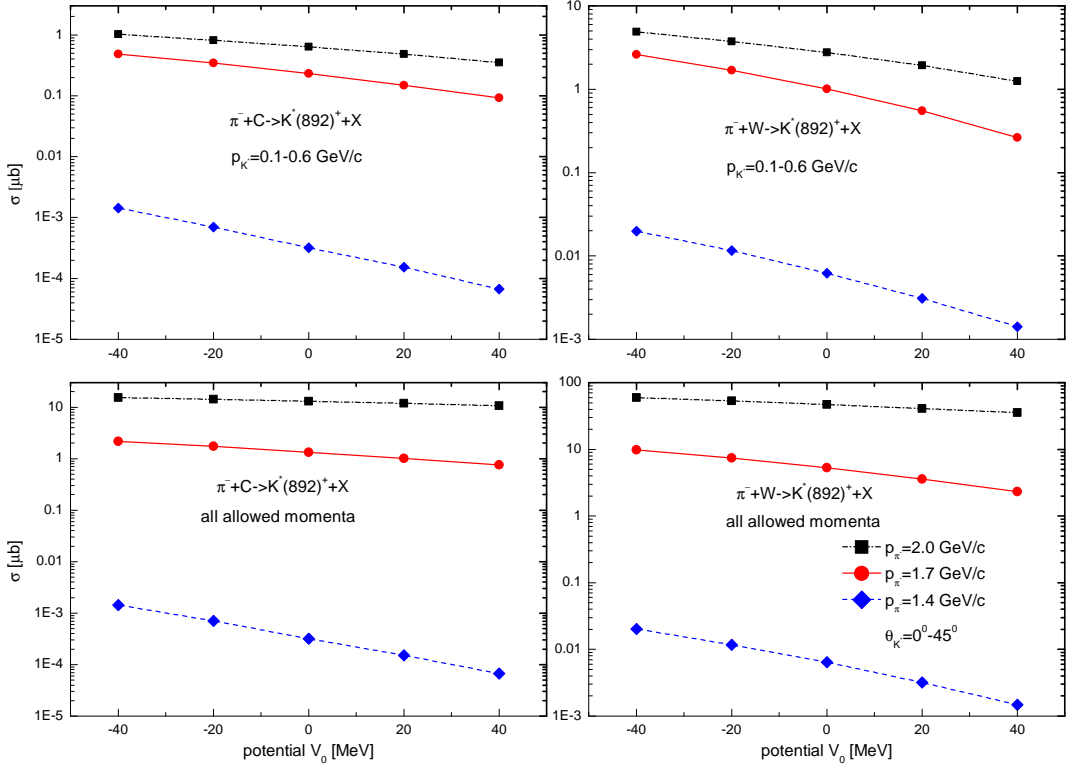 1
0.1
0.01
1E-3
1E-4
1E-5
σ [μb]
π⁻+C->K*(892)⁺+X
p_K*=0.1-0.6 GeV/c
-40 -20 0 20 40
10
1
0.1
0.01
1E-3
π⁻+W->K*(892)⁺+X
p_K*=0.1-0.6 GeV/c
-40 -20 0 20 40
10
1
0.1
0.01
1E-3
1E-4
1E-5
σ [μb]
π⁻+C->K*(892)⁺+X
all allowed momenta
-40 -20 0 20 40
potential V₀ [MeV]
100
10
1
0.1
0.01
1E-3
π⁻+W->K*(892)⁺+X
all allowed momenta
p_π⁻=2.0 GeV/c
p_π⁻=1.7 GeV/c
p_π⁻=1.4 GeV/c
θ_K*=0⁰-45⁰
-40 -20 0 20 40
potential V₀ [MeV]